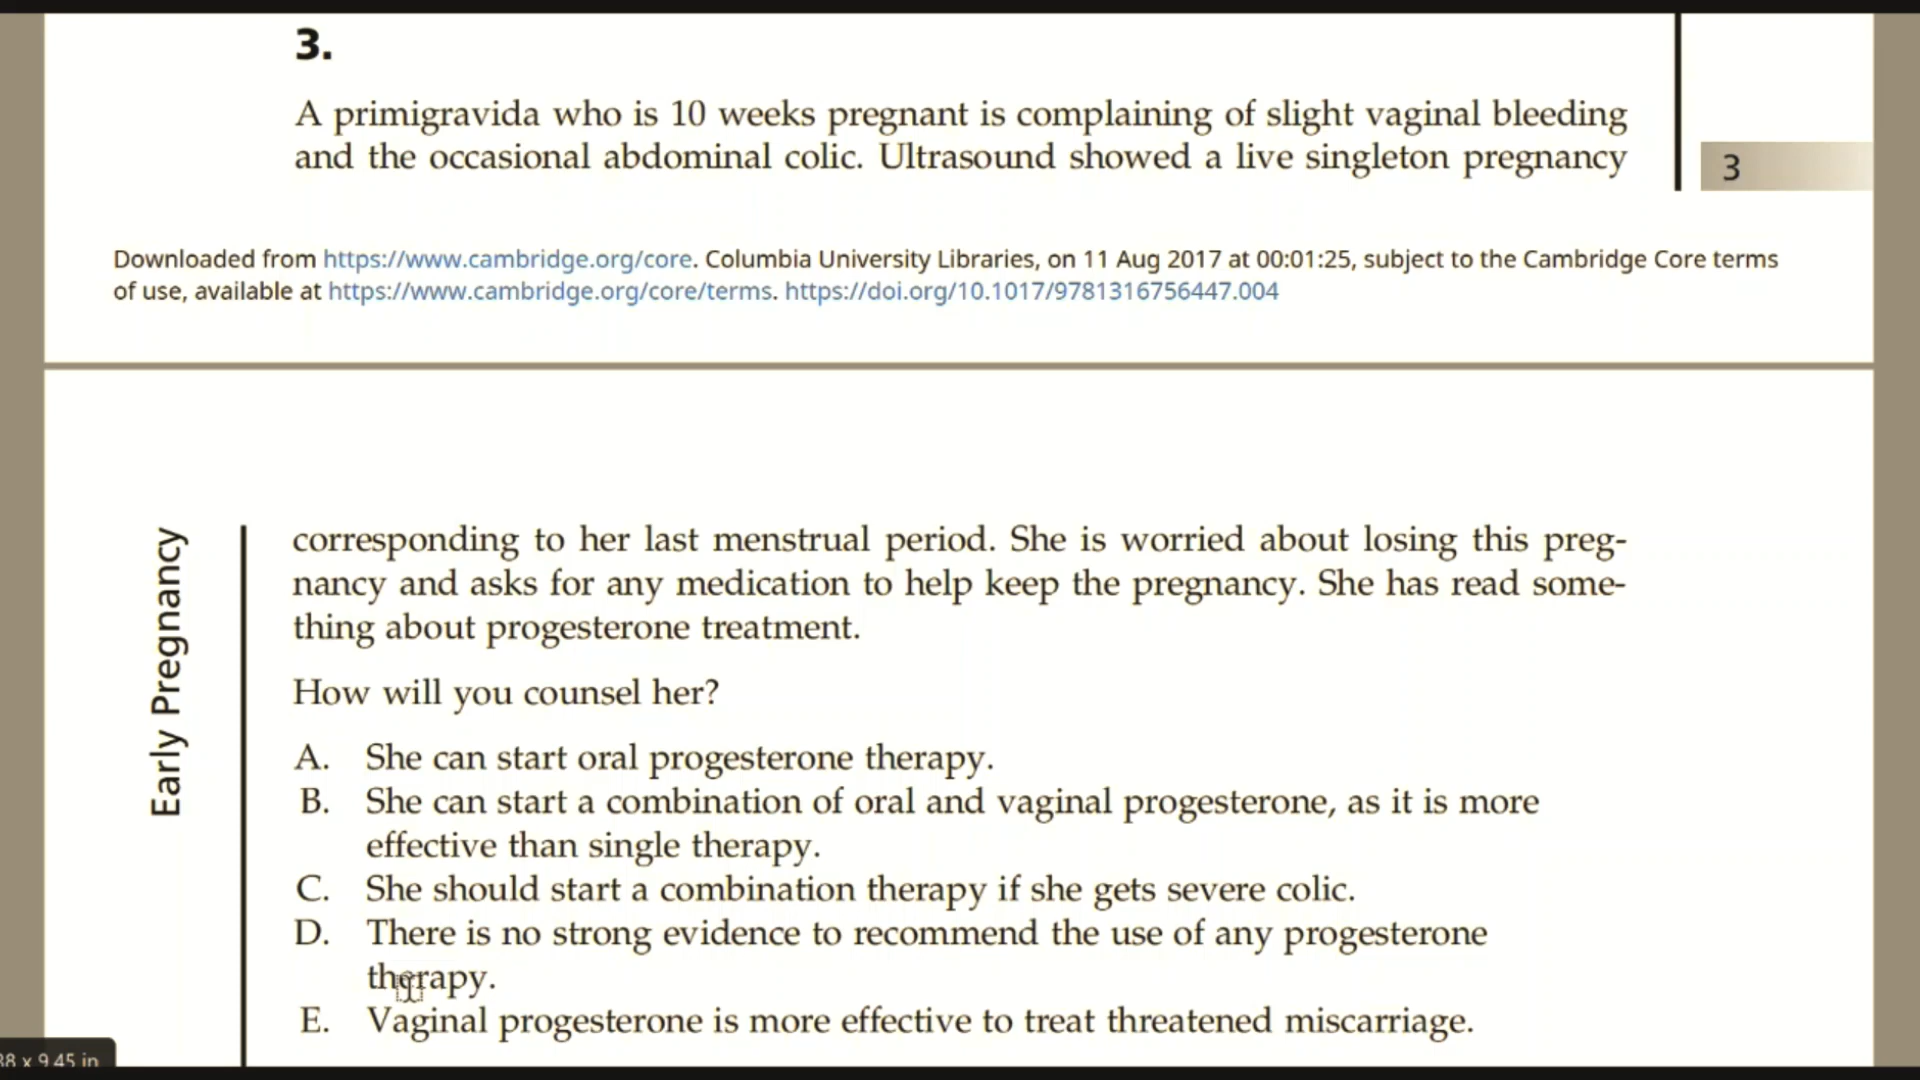 3.
A primigravida who is 10 weeks pregnant is complaining of slight vaginal bleeding
and the occasional abdominal colic. Ultrasound showed a live singleton pregnancy
3
Downloaded from https://www.cambridge.org/core. Columbia University Libraries, on 11 Aug 2017 at 00:01:25, subject to the Cambridge Core terms
of use, available at https://www.cambridge.org/core/terms. https://doi.org/10.1017/9781316756447.004
Early Pregnancy
corresponding to her last menstrual period. She is worried about losing this preg-
nancy and asks for any medication to help keep the pregnancy. She has read some-
thing about progesterone treatment.
How will you counsel her?
A. She can start oral progesterone therapy.
B. She can start a combination of oral and vaginal progesterone, as it is more
effective than single therapy.
C. She should start a combination therapy if she gets severe colic.
D. There is no strong evidence to recommend the use of any progesterone
therapy.
E. Vaginal progesterone is more effective to treat threatened miscarriage.
38 x 9.45 in